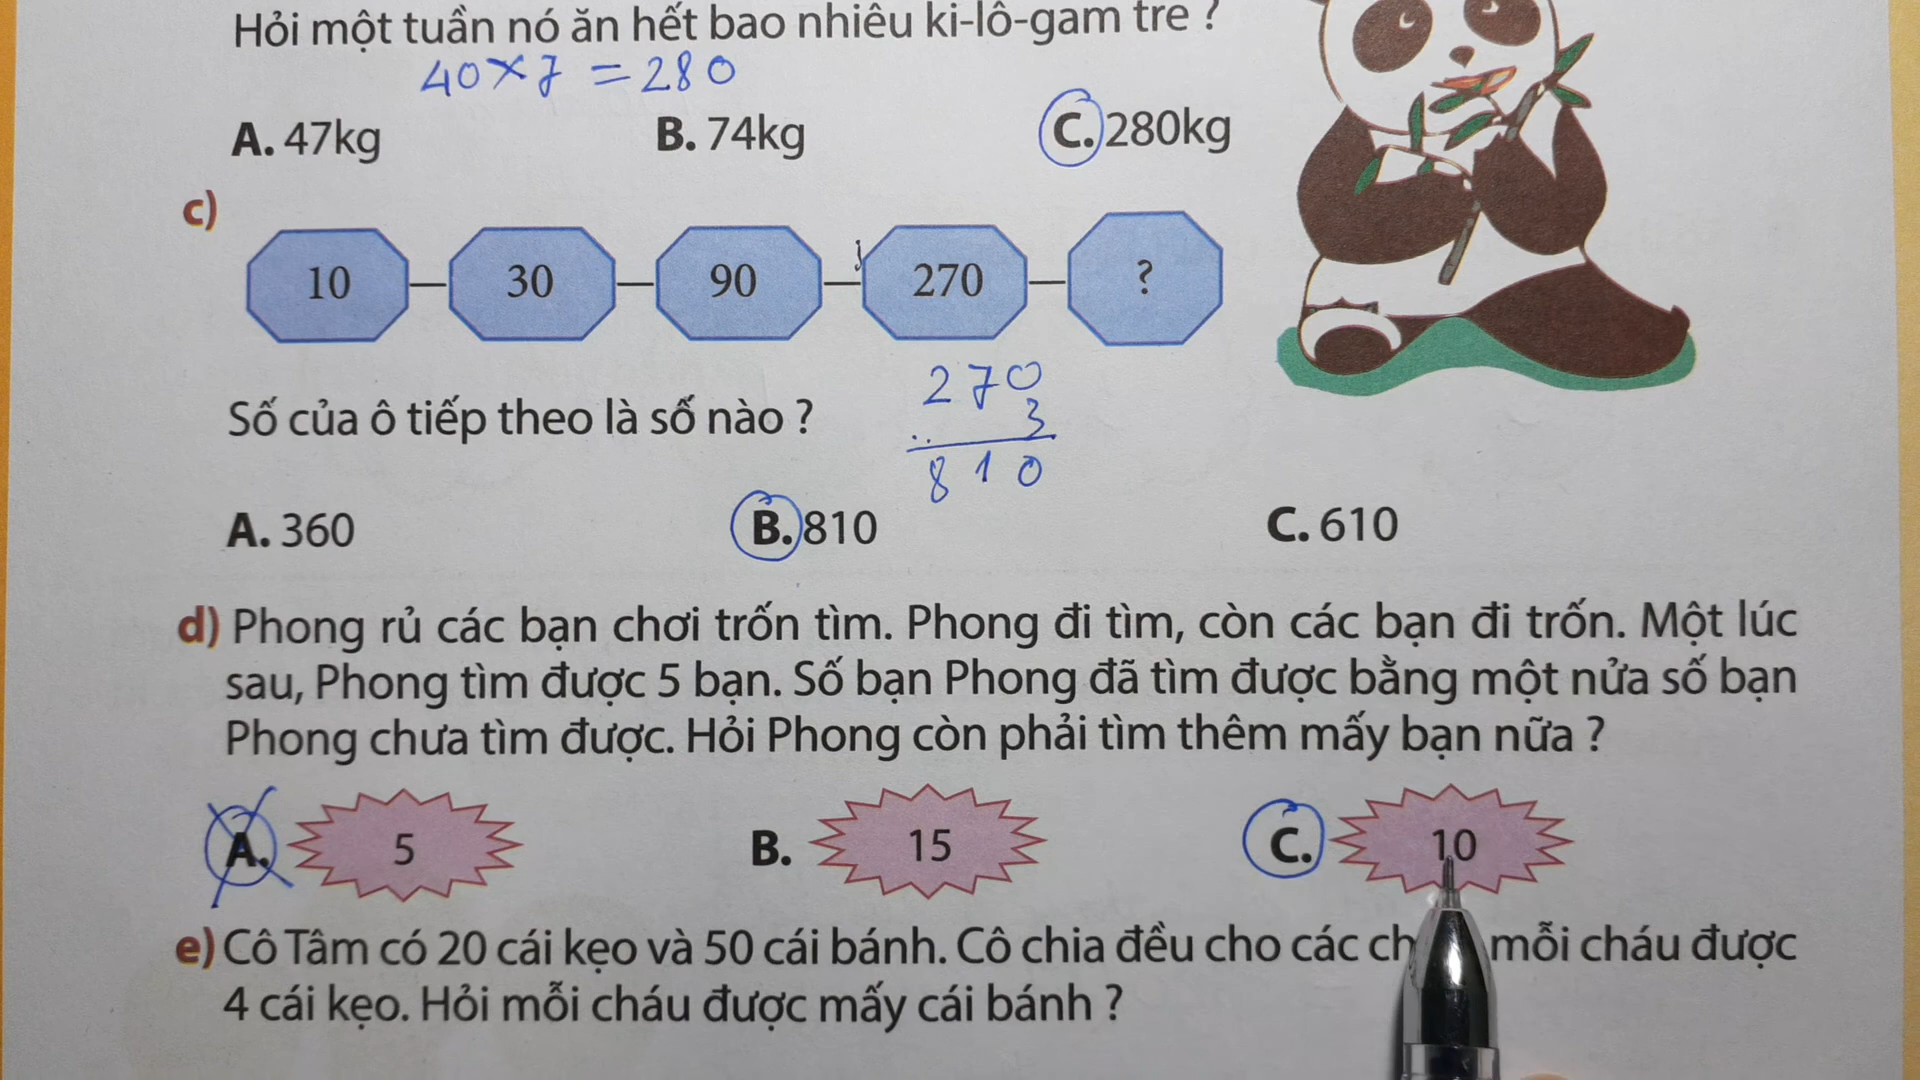 Hỏi một tuần nó ăn hết bao nhiêu ki-lô-gam tre ?
40 × 7 = 280
A. 47kg B. 74kg C. 280kg
c)
10 30 90 270 ?
270
Số của ô tiếp theo là số nào ? 3
810
A. 360 B. 810 C. 610
d) Phong rủ các bạn chơi trốn tìm. Phong đi tìm, còn các bạn đi trốn. Một lúc
sau, Phong tìm được 5 bạn. Số bạn Phong đã tìm được bằng một nửa số bạn
Phong chưa tìm được. Hỏi Phong còn phải tìm thêm mấy bạn nữa ?
A. 5 B. 15 C. 10
e) Cô Tâm có 20 cái kẹo và 50 cái bánh. Cô chia đều cho các mỗi cháu được
4 cái kẹo. Hỏi mỗi cháu được mấy cái bánh ?